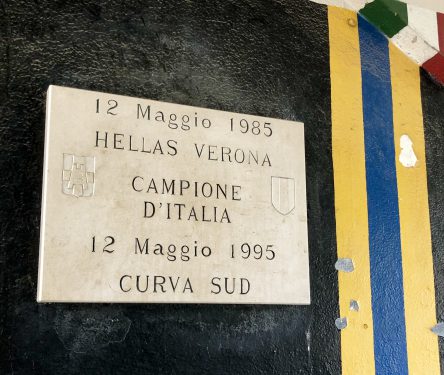 12 Maggio 1985
HELLAS VERONA
CAMPIONE
D'ITALIA
12 Maggio 1995
CURVA SUD